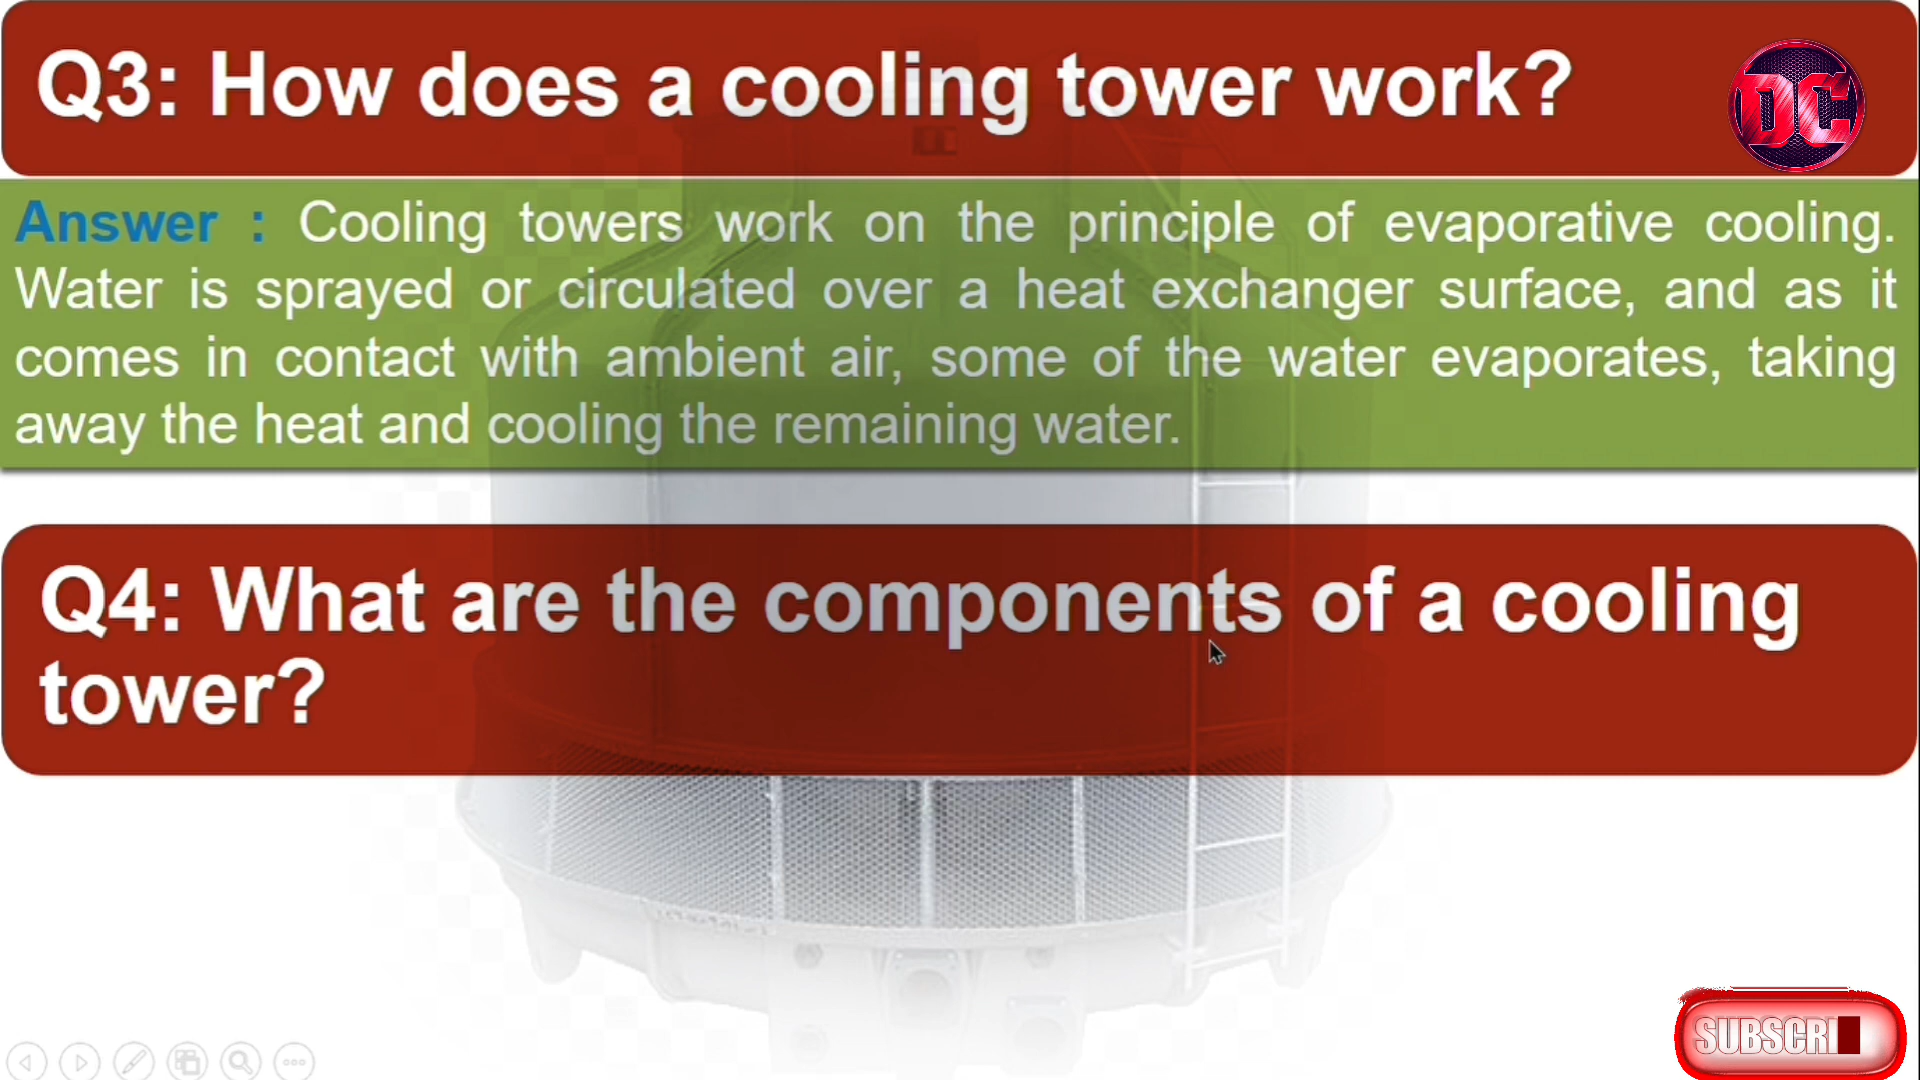 Q3: How does a cooling tower work?
DC
Answer : Cooling towers work on the principle of evaporative cooling.
Water is sprayed or circulated over a heat exchanger surface, and as it
comes in contact with ambient air, some of the water evaporates, taking
away the heat and cooling the remaining water.
Q4: What are the components of a cooling
tower?
SUBSCRI